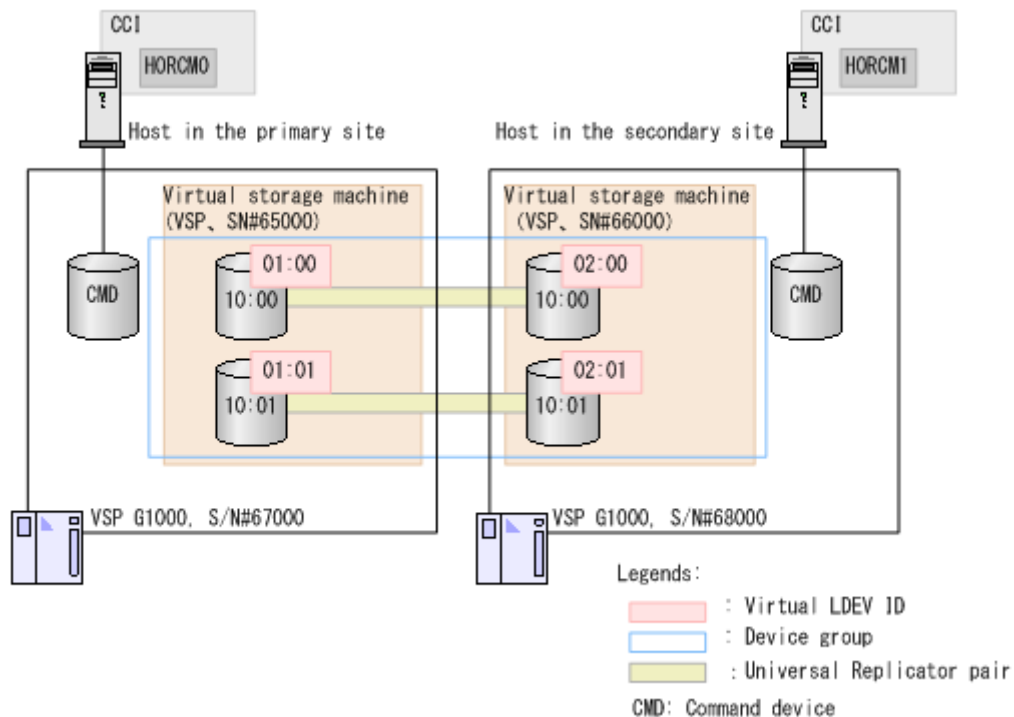 CCI
HORCM0
Host in the primary site
CCI
HORCM1
Host in the secondary site
Virtual storage machine
(VSP、SN#65000)
Virtual storage machine
(VSP、SN#66000)
CMD
01:00
10:00
02:00
10:00
CMD
01:01
10:01
02:01
10:01
VSP G1000, S/N#67000
VSP G1000, S/N#68000
Legends:
: Virtual LDEV ID
: Device group
: Universal Replicator pair
CMD: Command device